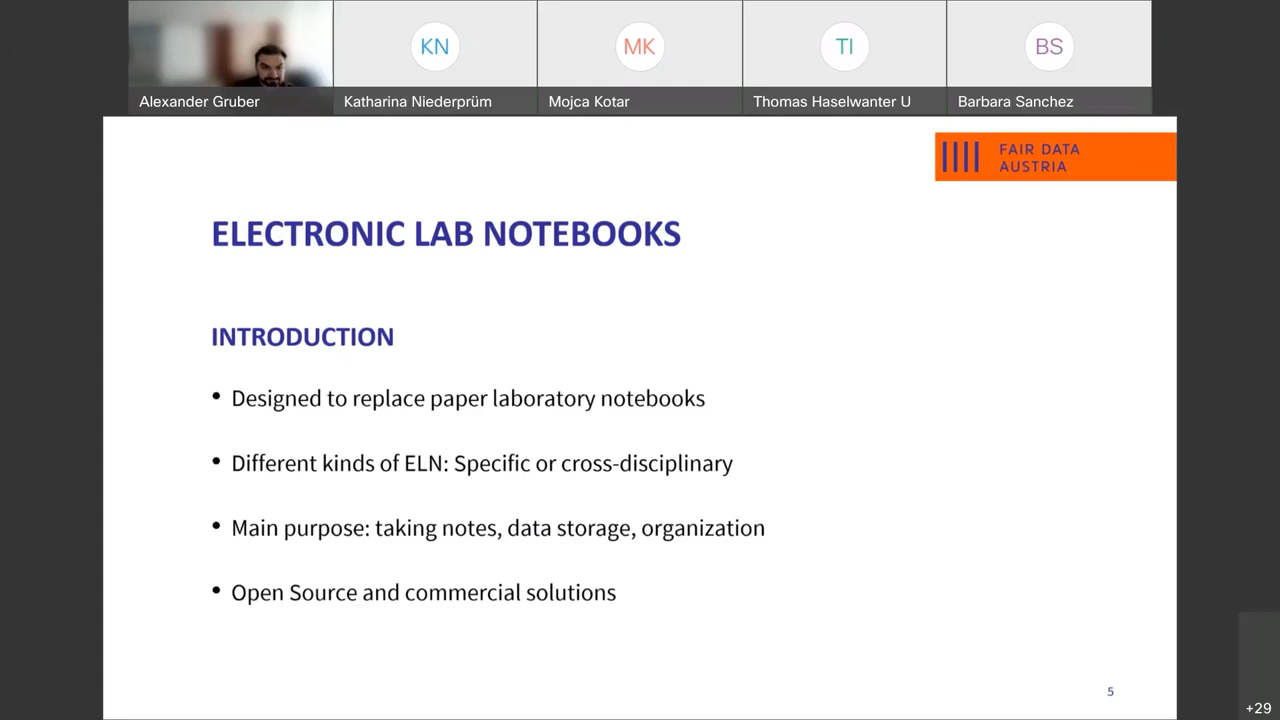 KN
MK
TI
BS
Alexander Gruber
Katharina Niederprüm
Mojca Kotar
Thomas Haselwanter U
Barbara Sanchez
FAIR DATA
AUSTRIA
ELECTRONIC LAB NOTEBOOKS
INTRODUCTION
• Designed to replace paper laboratory notebooks
• Different kinds of ELN: Specific or cross-disciplinary
• Main purpose: taking notes, data storage, organization
• Open Source and commercial solutions
5
+29